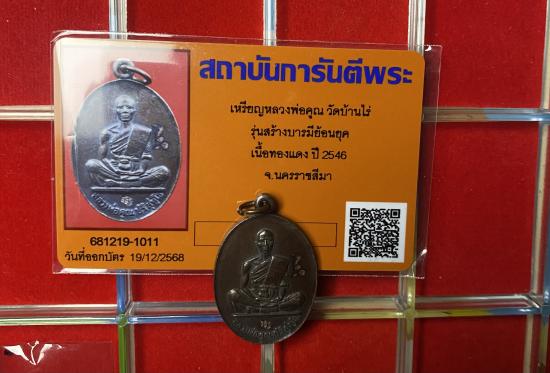 สถาบันการันตีพระ
เหรียญหลวงพ่อคูณ วัดบ้านไร่
รุ่นสร้างบารมีย้อนยุค
เนื้อทองแดง ปี 2546
จ.นครราชสีมา
681219-1011
วันที่ออกบัตร 19/12/2568